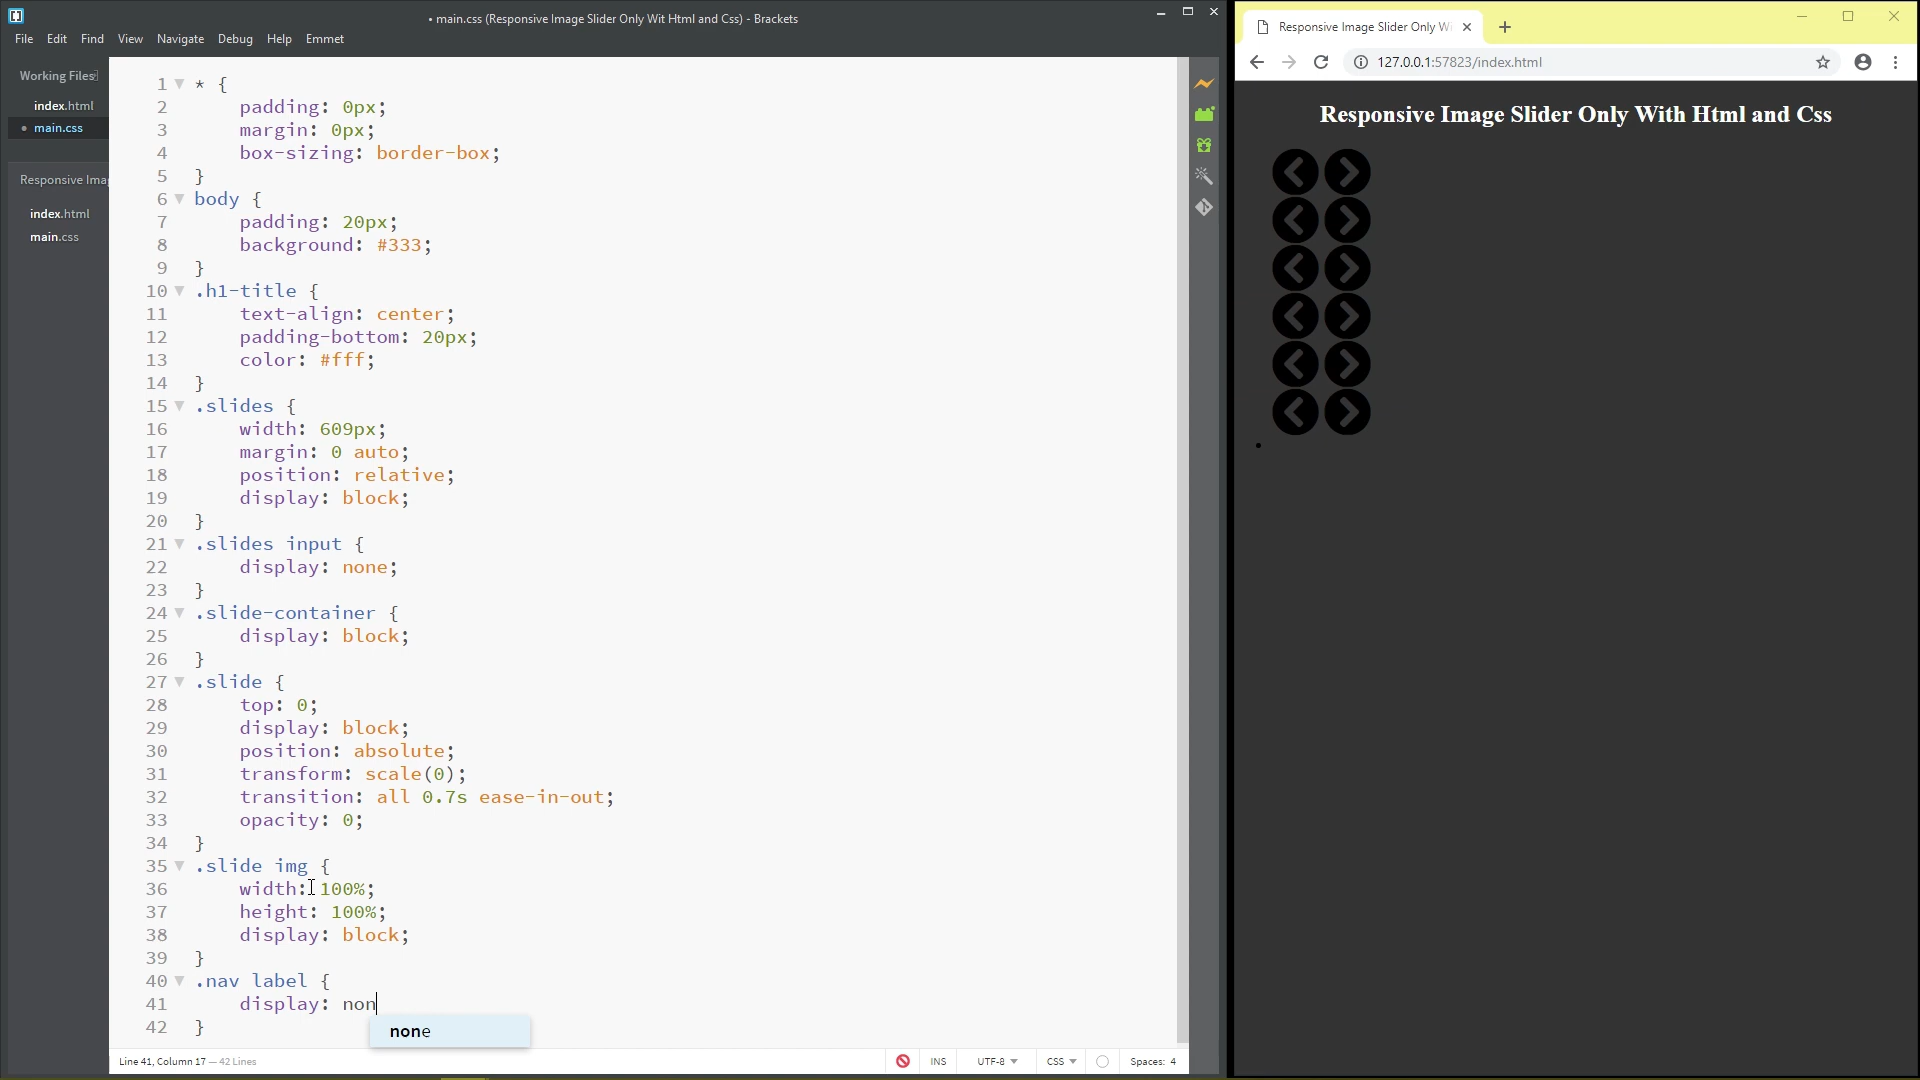 • main.css (Responsive Image Slider Only Wit Html and Css) - Brackets
File Edit Find View Navigate Debug Help Emmet
Working Files
index.html
• main.css
Responsive Ima
index.html
main.css
1 * {
2 padding: 0px;
3 margin: 0px;
4 box-sizing: border-box;
5 }
6 body {
7 padding: 20px;
8 background: #333;
9 }
10 .h1-title {
11 text-align: center;
12 padding-bottom: 20px;
13 color: #fff;
14 }
15 .slides {
16 width: 609px;
17 margin: 0 auto;
18 position: relative;
19 display: block;
20 }
21 .slides input {
22 display: none;
23 }
24 .slide-container {
25 display: block;
26 }
27 .slide {
28 top: 0;
29 display: block;
30 position: absolute;
31 transform: scale(0);
32 transition: all 0.7s ease-in-out;
33 opacity: 0;
34 }
35 .slide img {
36 width: 100%;
37 height: 100%;
38 display: block;
39 }
40 .nav label {
41 display: non
42 }
none
Line 41, Column 17 — 42 Lines
INS UTF-8 CSS Spaces: 4
Responsive Image Slider Only W
127.0.0.1:57823/index.html
Responsive Image Slider Only With Html and Css